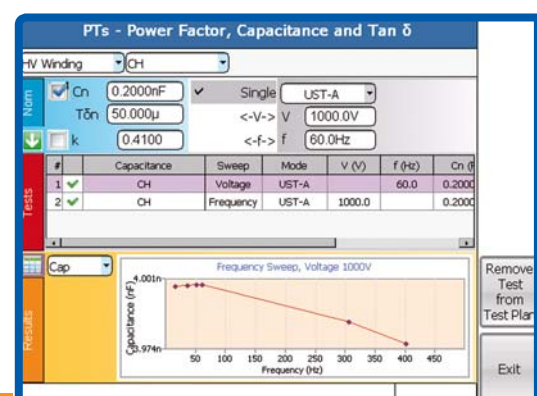 PTs - Power Factor, Capacitance and Tan δ
HV Winding CH
Nom
Cn 0.2000nF Single UST-A
Tδn 50.000µ <-V-> V 1000.0V
k 0.4100 <-f-> f 60.0Hz
Tests
# Capacitance Sweep Mode V (V) f (Hz) Cn (F
1 CH Voltage UST-A 60.0 0.2000
2 CH Frequency UST-A 1000.0 0.2000
Results
Cap
Frequency Sweep, Voltage 1000V
4.001n
Capacitance (nF)
3.974n
50 100 150 200 250 300 350 400 450
Frequency (Hz)
Remove
Test
from
Test Plan
Exit